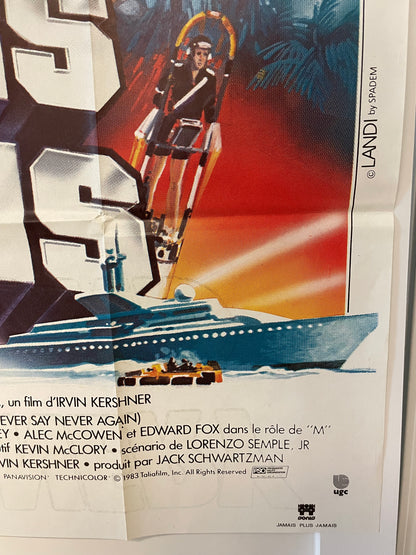 © LANDI by SPADEM
, un film d'IRVIN KERSHNER
EVER SAY NEVER AGAIN)
EY • ALEC McCOWEN et EDWARD FOX dans le rôle de "M"
tif KEVIN McCLORY • scénario de LORENZO SEMPLE, JR
VIN KERSHNER • produit par JACK SCHWARTZMAN
PANAVISION® TECHNICOLOR® © 1983 Taliafilm, Inc. All Rights Reserved PSO
ugc
JAMAIS PLUS JAMAIS